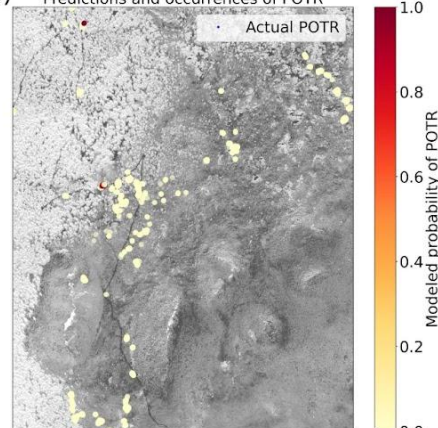 Predictions and occurrences of POTR
Actual POTR
1.0
0.8
0.6
0.4
0.2
Modeled probability of POTR